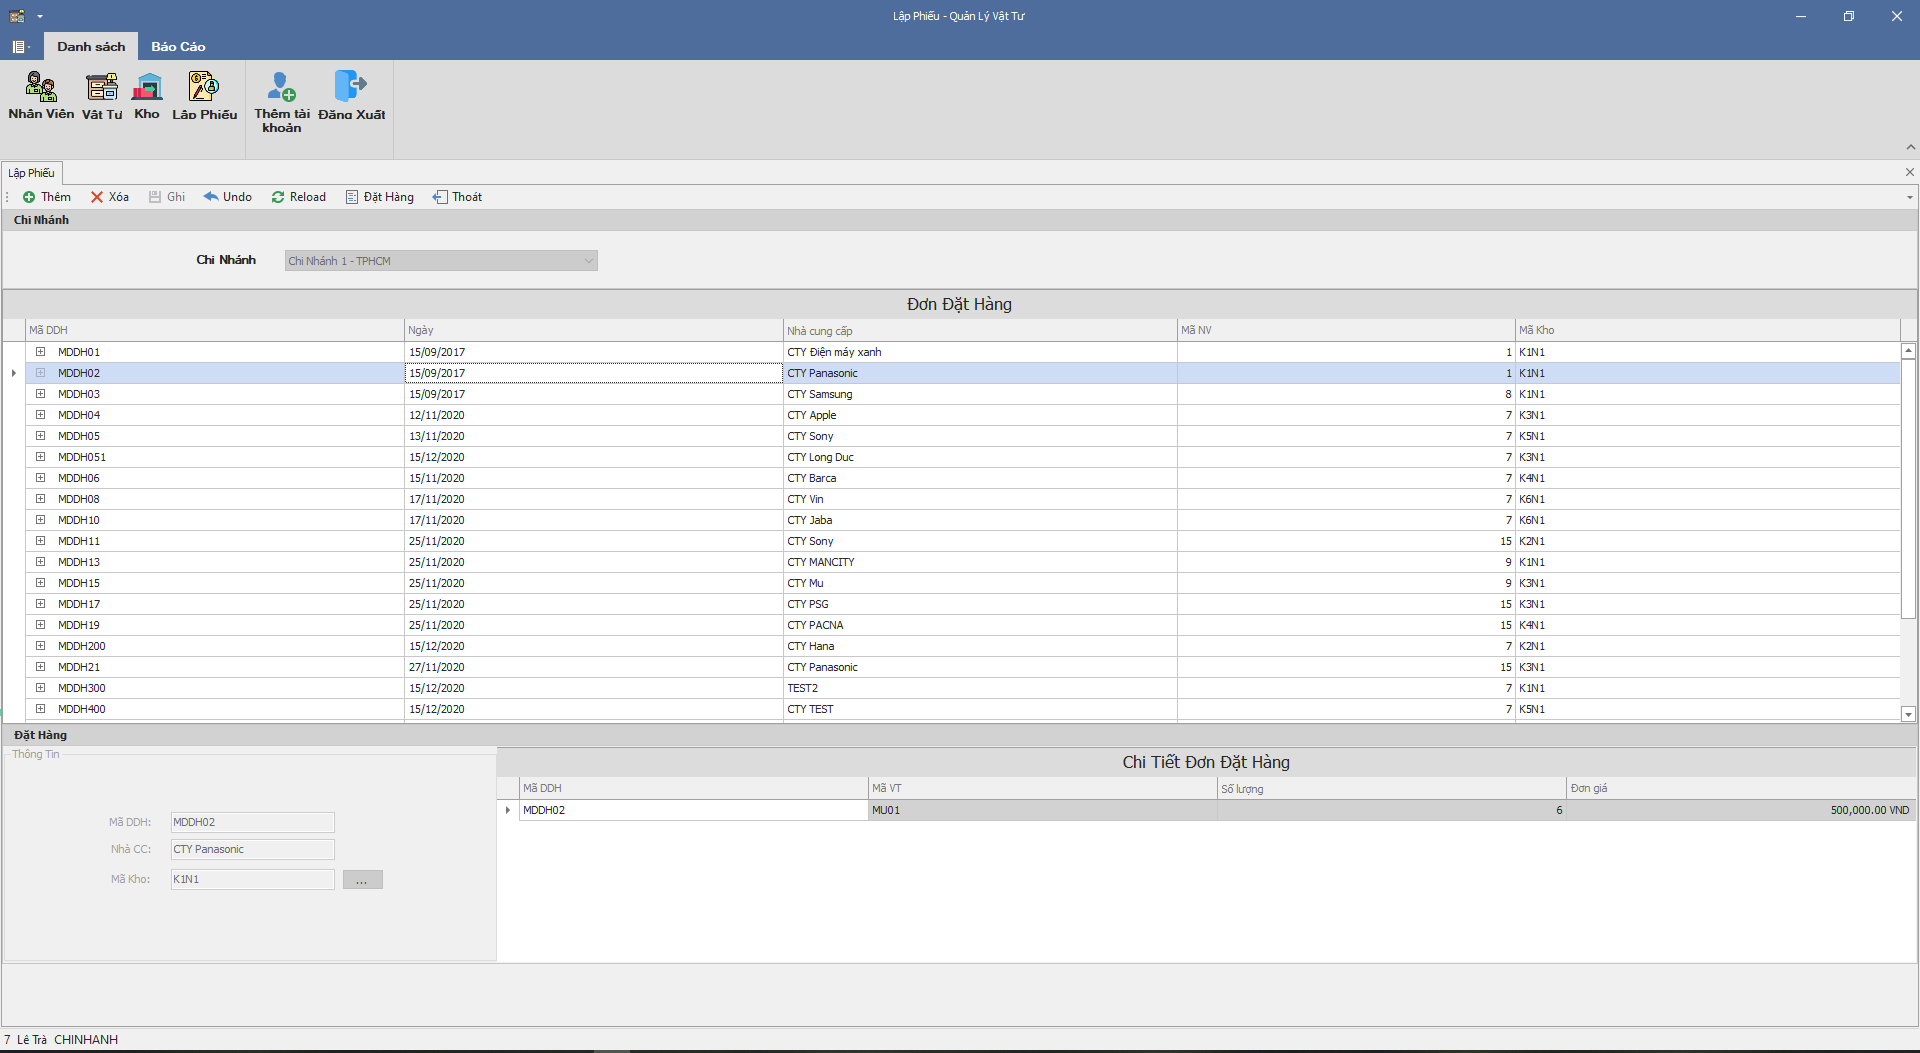 Lập Phiếu - Quản Lý Vật Tư
Danh sách
Báo Cáo
Nhân Viên
Vật Tư
Kho
Lập Phiếu
Thêm tài khoản
Đăng Xuất
Lập Phiếu
Thêm
Xóa
Ghi
Undo
Reload
Đặt Hàng
Thoát
Chi Nhánh
Chi Nhánh
Chi Nhánh 1 - TPHCM
Đơn Đặt Hàng
Mã DDH Ngày Nhà cung cấp Mã NV Mã Kho
MDDH01 15/09/2017 CTY Điện máy xanh 1 K1N1
MDDH02 15/09/2017 CTY Panasonic 1 K1N1
MDDH03 15/09/2017 CTY Samsung 8 K1N1
MDDH04 12/11/2020 CTY Apple 7 K3N1
MDDH05 13/11/2020 CTY Sony 7 K5N1
MDDH051 15/12/2020 CTY Long Duc 7 K3N1
MDDH06 15/11/2020 CTY Barca 7 K4N1
MDDH08 17/11/2020 CTY Vin 7 K6N1
MDDH10 17/11/2020 CTY Jaba 7 K6N1
MDDH11 25/11/2020 CTY Sony 15 K2N1
MDDH13 25/11/2020 CTY MANCITY 9 K1N1
MDDH15 25/11/2020 CTY Mu 9 K3N1
MDDH17 25/11/2020 CTY PSG 15 K3N1
MDDH19 25/11/2020 CTY PACNA 15 K4N1
MDDH200 15/12/2020 CTY Hana 7 K2N1
MDDH21 27/11/2020 CTY Panasonic 15 K3N1
MDDH300 15/12/2020 TEST2 7 K1N1
MDDH400 15/12/2020 CTY TEST 7 K5N1
Đặt Hàng
Thông Tin
Mã DDH: MDDH02
Nhà CC: CTY Panasonic
Mã Kho: K1N1 ...
Chi Tiết Đơn Đặt Hàng
Mã DDH Mã VT Số lượng Đơn giá
MDDH02 MU01 6 500,000.00 VND
7 Lê Trà CHINHANH